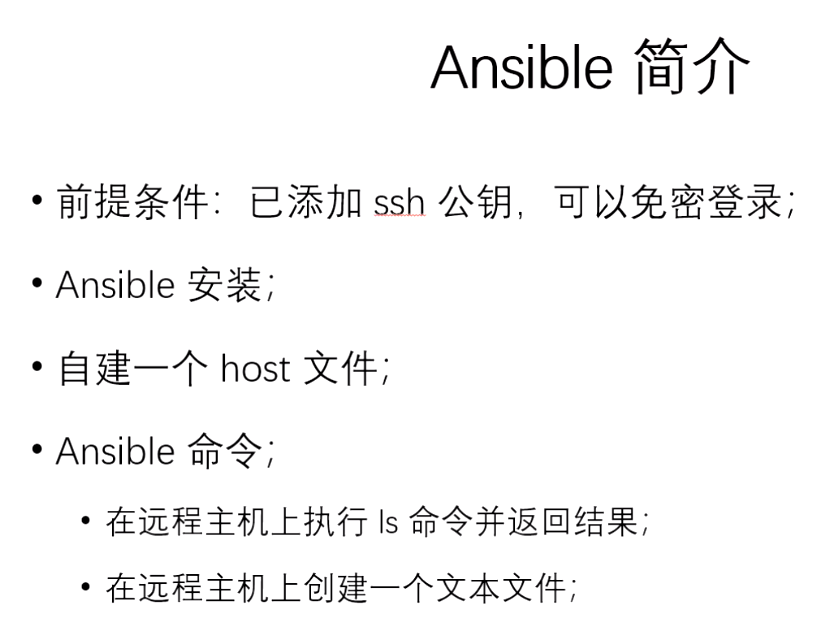 Ansible 简介
• 前提条件：已添加 ssh 公钥，可以免密登录；
• Ansible 安装；
• 自建一个 host 文件；
• Ansible 命令；
• 在远程主机上执行 ls 命令并返回结果；
• 在远程主机上创建一个文本文件；